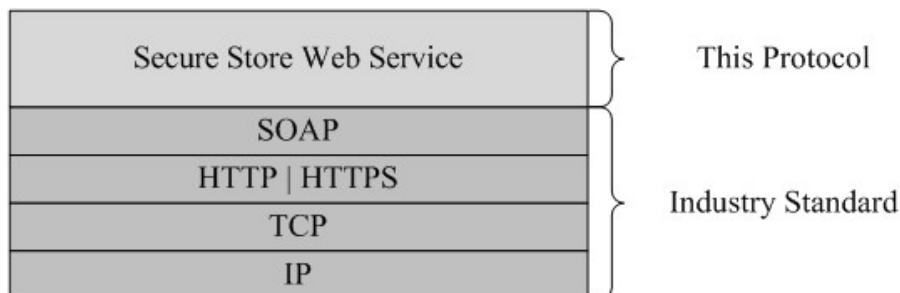 Secure Store Web Service
This Protocol
SOAP
HTTP | HTTPS
TCP
IP
Industry Standard